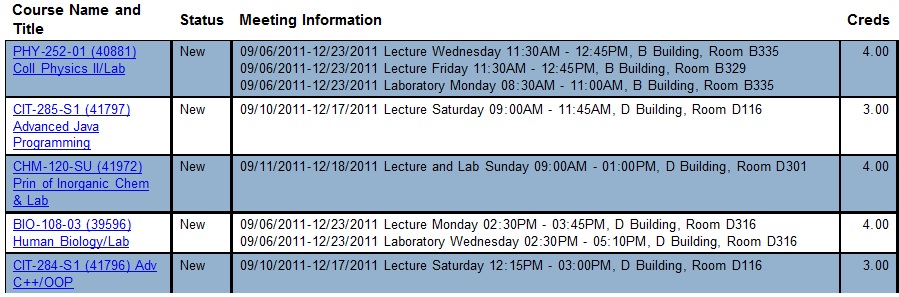 Course Name and Title Status Meeting Information Creds
PHY-252-01 (40881) New 09/06/2011-12/23/2011 Lecture Wednesday 11:30AM - 12:45PM, B Building, Room B335 4.00
Coll Physics II/Lab 09/06/2011-12/23/2011 Lecture Friday 11:30AM - 12:45PM, B Building, Room B329
09/06/2011-12/23/2011 Laboratory Monday 08:30AM - 11:00AM, B Building, Room B335
CIT-285-S1 (41797) New 09/10/2011-12/17/2011 Lecture Saturday 09:00AM - 11:45AM, D Building, Room D116 3.00
Advanced Java
Programming
CHM-120-SU (41972) New 09/11/2011-12/18/2011 Lecture and Lab Sunday 09:00AM - 01:00PM, D Building, Room D301 4.00
Prin of Inorganic Chem
& Lab
BIO-108-03 (39596) New 09/06/2011-12/23/2011 Lecture Monday 02:30PM - 03:45PM, D Building, Room D316 4.00
Human Biology/Lab 09/06/2011-12/23/2011 Laboratory Wednesday 02:30PM - 05:10PM, D Building, Room D316
CIT-284-S1 (41796) Adv New 09/10/2011-12/17/2011 Lecture Saturday 12:15PM - 03:00PM, D Building, Room D116 3.00
C++/OOP